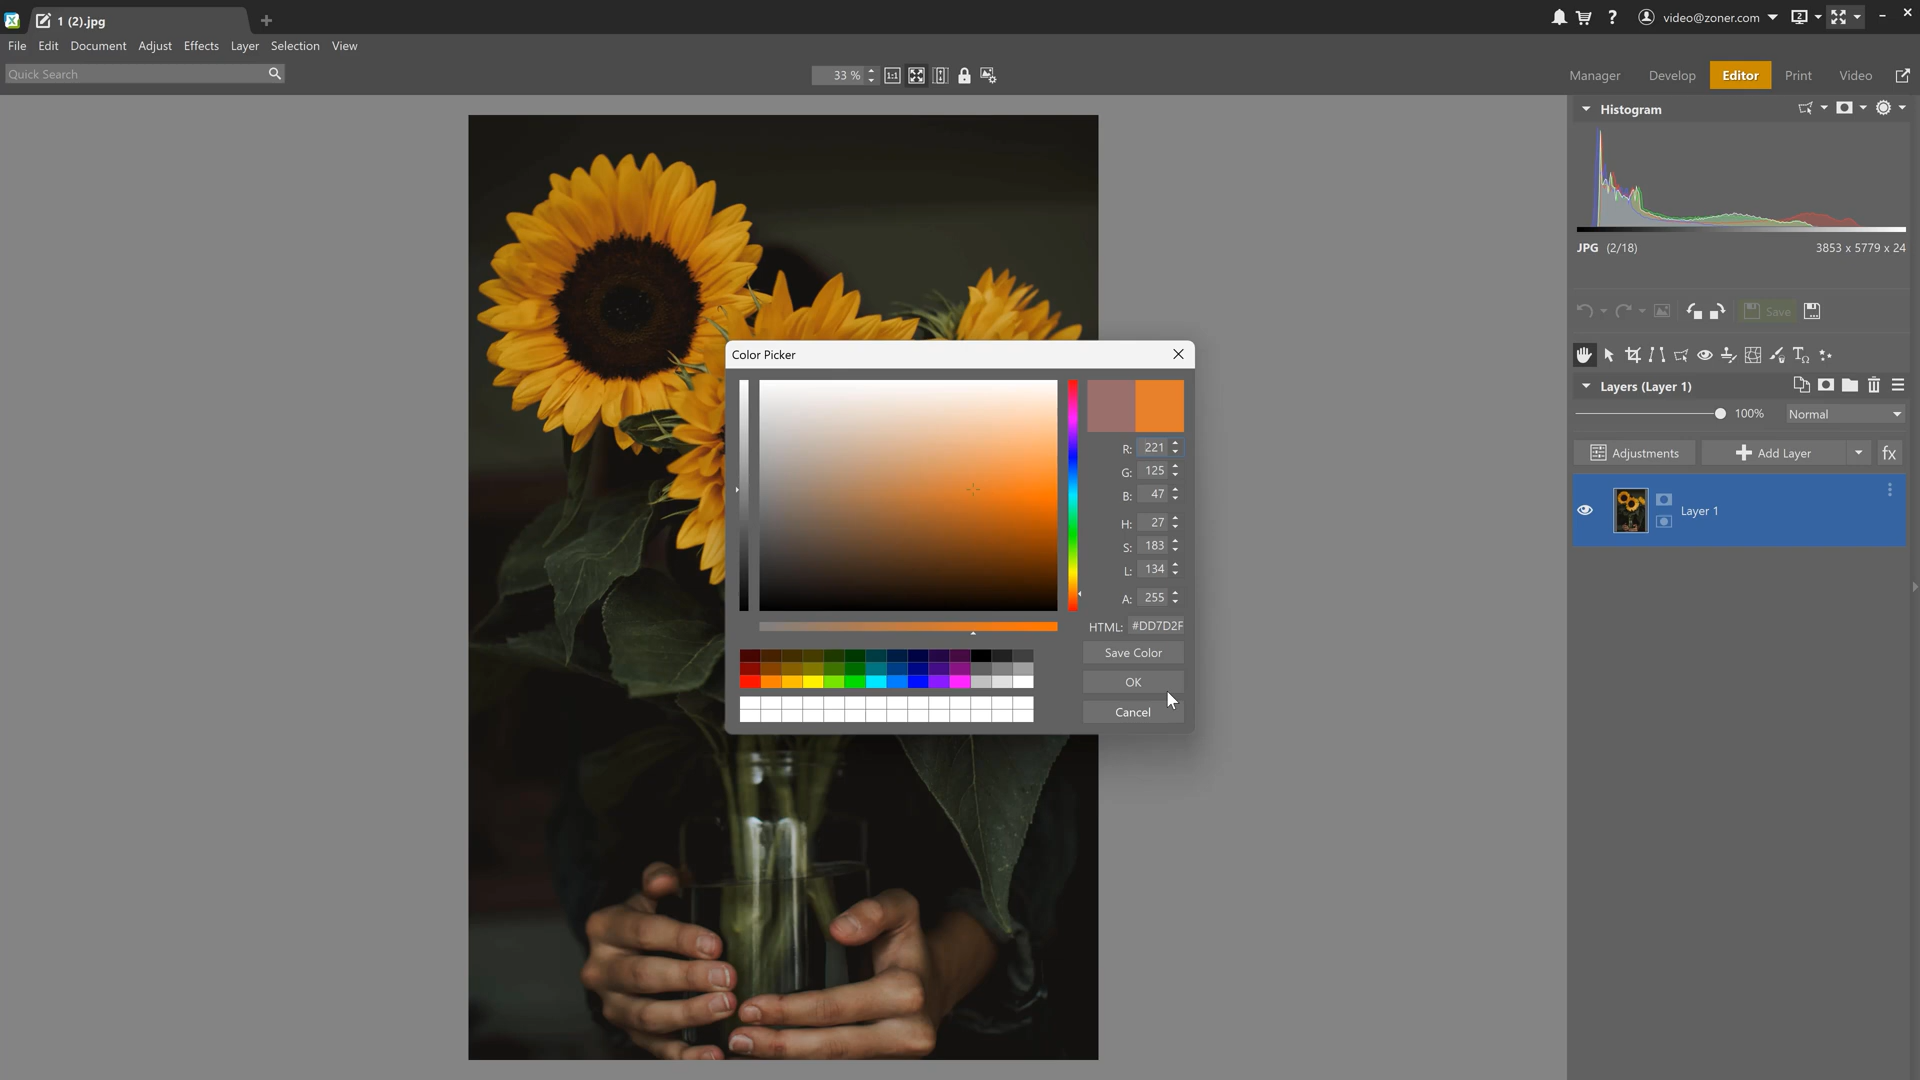 1 (2).jpg
video@zoner.com
File Edit Document Adjust Effects Layer Selection View
Quick Search
33 %
1:1
Manager Develop Editor Print Video
Histogram
JPG (2/18) 3853 x 5779 x 24
Save
Layers (Layer 1)
100% Normal
Adjustments Add Layer fx
Layer 1
Color Picker
R: 221
G: 125
B: 47
H: 27
S: 183
L: 134
A: 255
HTML: #DD7D2F
Save Color
OK
Cancel